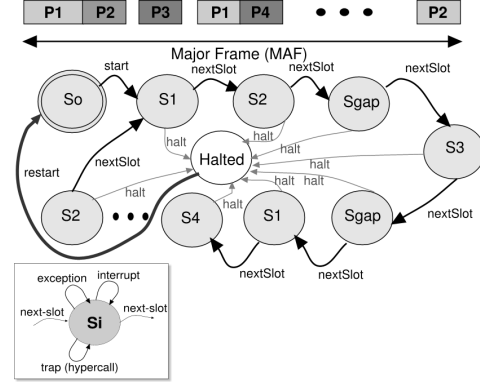 P1 P2 P3 P1 P4 P2
Major Frame (MAF)
start nextSlot nextSlot nextSlot
So S1 S2 Sgap
halt halt
Halted
S3
nextSlot
restart
halt
halt halt halt halt
S2 S4 S1 Sgap
nextSlot
nextSlot nextSlot
exception interrupt
next-slot next-slot
Si
trap (hypercall)